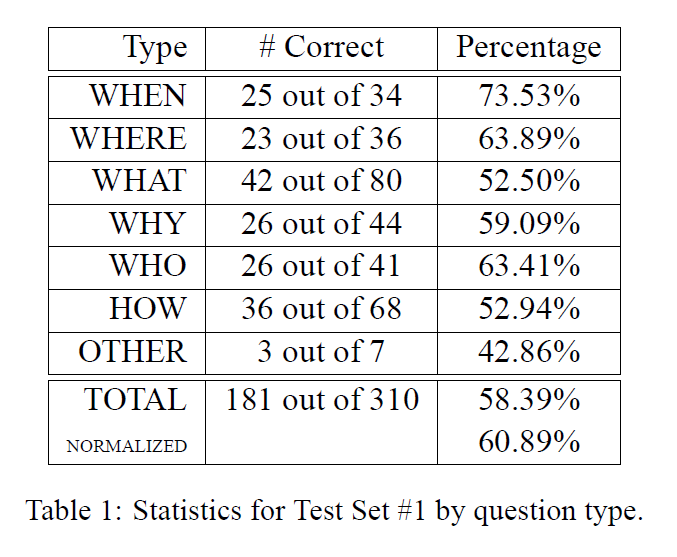 Type # Correct Percentage
WHEN 25 out of 34 73.53%
WHERE 23 out of 36 63.89%
WHAT 42 out of 80 52.50%
WHY 26 out of 44 59.09%
WHO 26 out of 41 63.41%
HOW 36 out of 68 52.94%
OTHER 3 out of 7 42.86%
TOTAL 181 out of 310 58.39%
NORMALIZED 60.89%
Table 1: Statistics for Test Set #1 by question type.